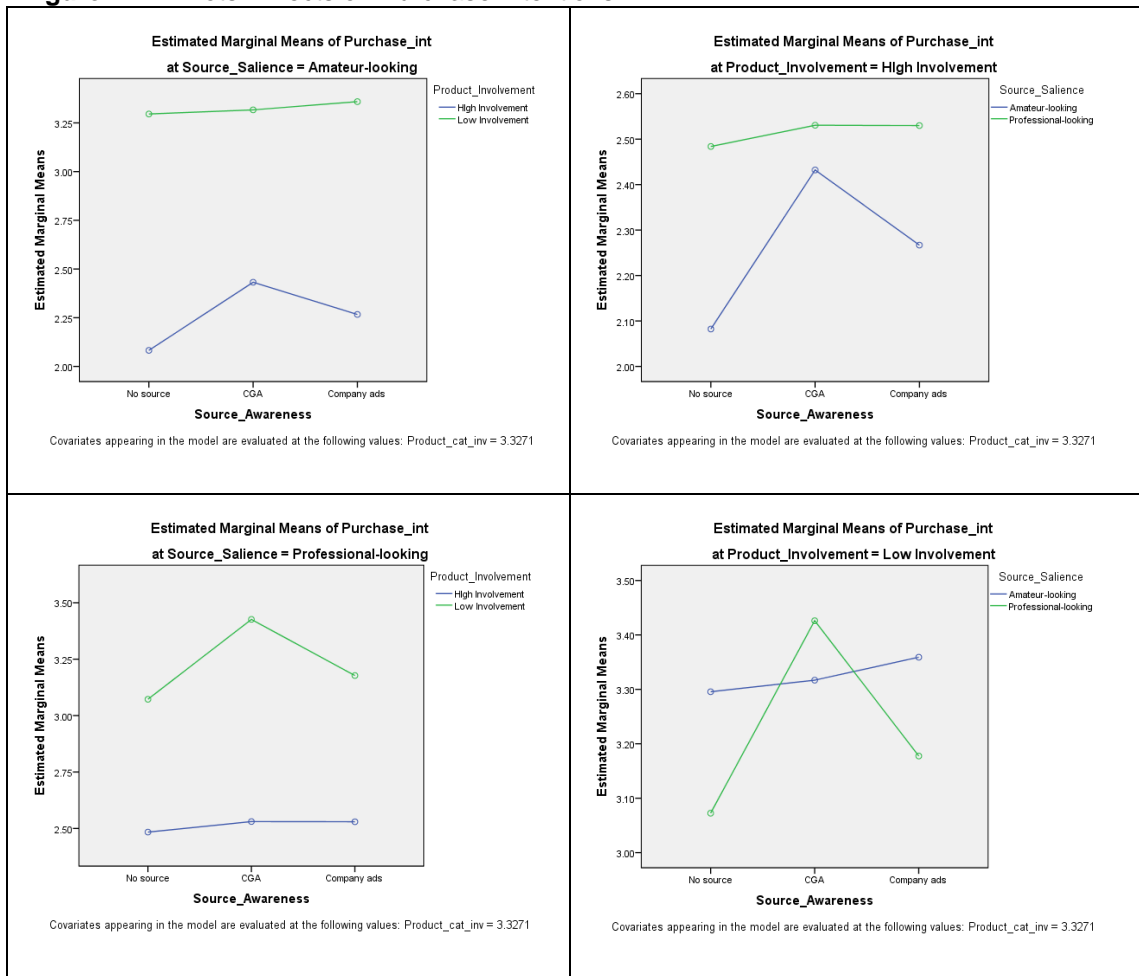 Estimated Marginal Means of Purchase_int
at Source_Salience = Amateur-looking
Product_Involvement
HIgh Involvement
Low Involvement
Estimated Marginal Means
3.25
3.00
2.75
2.50
2.25
2.00
No source CGA Company ads
Source_Awareness
Covariates appearing in the model are evaluated at the following values: Product_cat_inv = 3.3271
Estimated Marginal Means of Purchase_int
at Product_Involvement = HIgh Involvement
Source_Salience
Amateur-looking
Professional-looking
Estimated Marginal Means
2.60
2.50
2.40
2.30
2.20
2.10
2.00
No source CGA Company ads
Source_Awareness
Covariates appearing in the model are evaluated at the following values: Product_cat_inv = 3.3271
Estimated Marginal Means of Purchase_int
at Source_Salience = Professional-looking
Product_Involvement
HIgh Involvement
Low Involvement
Estimated Marginal Means
3.50
3.25
3.00
2.75
2.50
No source CGA Company ads
Source_Awareness
Covariates appearing in the model are evaluated at the following values: Product_cat_inv = 3.3271
Estimated Marginal Means of Purchase_int
at Product_Involvement = Low Involvement
Source_Salience
Amateur-looking
Professional-looking
Estimated Marginal Means
3.50
3.40
3.30
3.20
3.10
3.00
No source CGA Company ads
Source_Awareness
Covariates appearing in the model are evaluated at the following values: Product_cat_inv = 3.3271